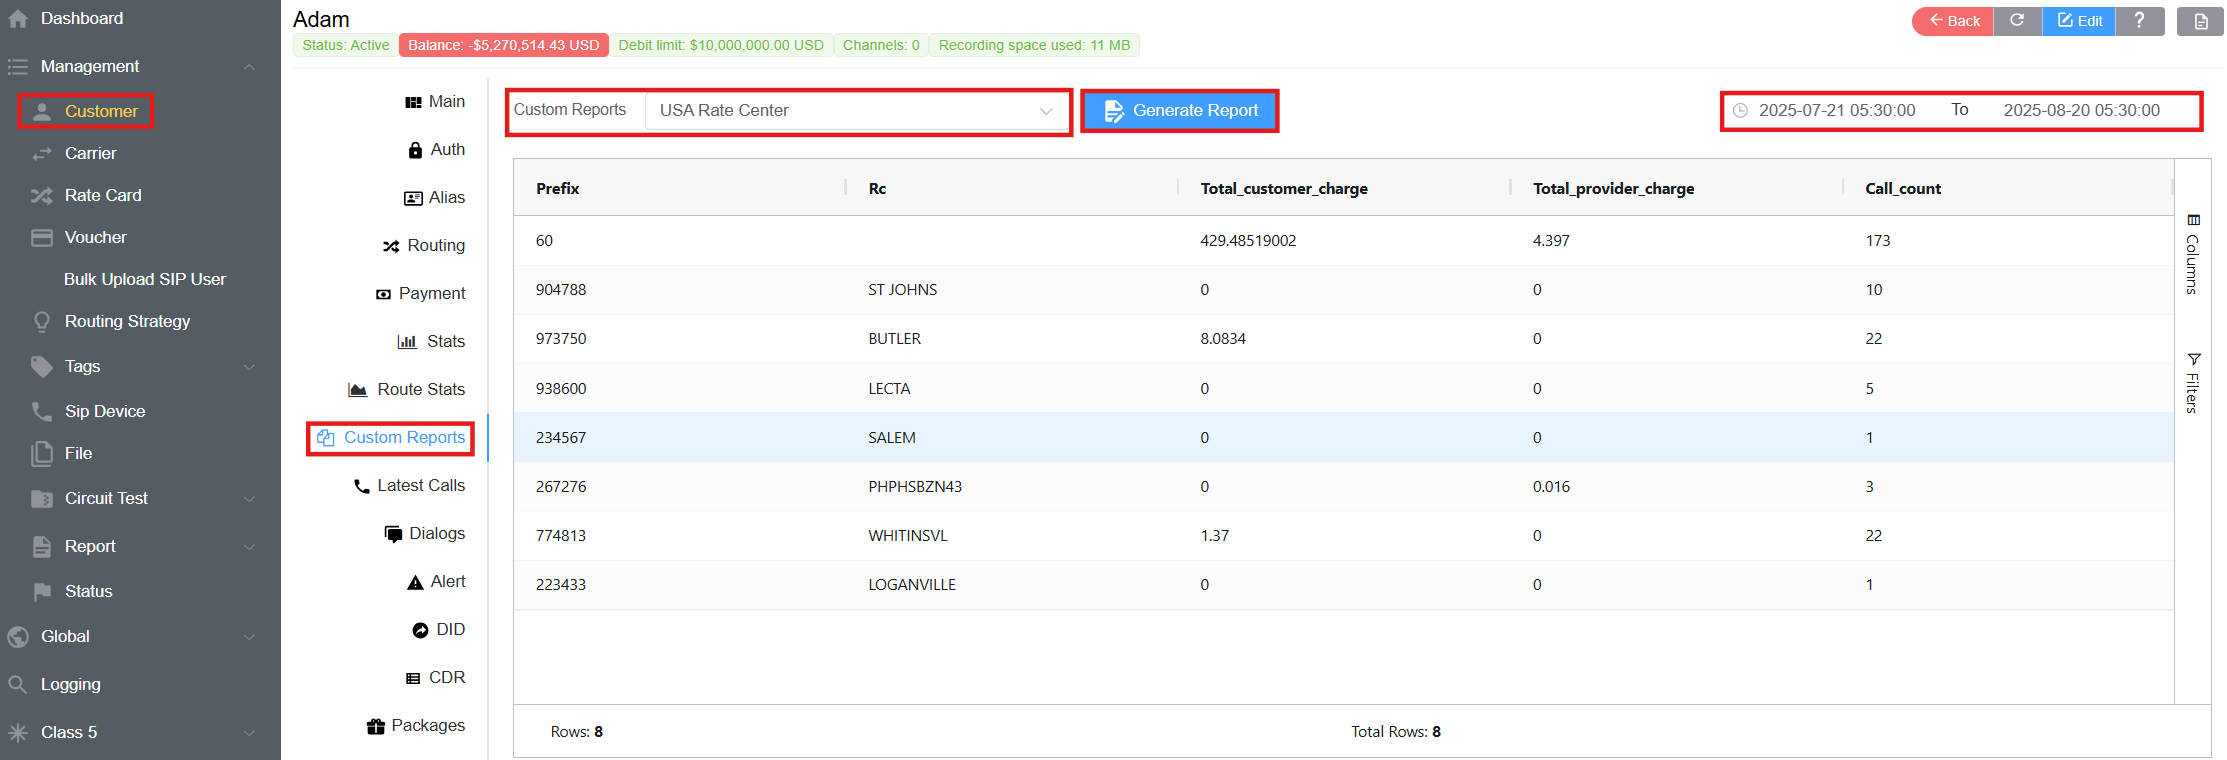 Dashboard
Management
Customer
Carrier
Rate Card
Voucher
Bulk Upload SIP User
Routing Strategy
Tags
Sip Device
File
Circuit Test
Report
Status
Global
Logging
Class 5
Adam
Status: Active Balance: -$5,270,514.43 USD Debit limit: $10,000,000.00 USD Channels: 0 Recording space used: 11 MB
Back Edit ?
Main
Auth
Alias
Routing
Payment
Stats
Route Stats
Custom Reports
Latest Calls
Dialogs
Alert
DID
CDR
Packages
Custom Reports USA Rate Center Generate Report 2025-07-21 05:30:00 To 2025-08-20 05:30:00
Prefix Rc Total_customer_charge Total_provider_charge Call_count
60 429.48519002 4.397 173
904788 ST JOHNS 0 0 10
973750 BUTLER 8.0834 0 22
938600 LECTA 0 0 5
234567 SALEM 0 0 1
267276 PHPHSBZN43 0 0.016 3
774813 WHITINSVL 1.37 0 22
223433 LOGANVILLE 0 0 1
Columns
Filters
Rows: 8 Total Rows: 8